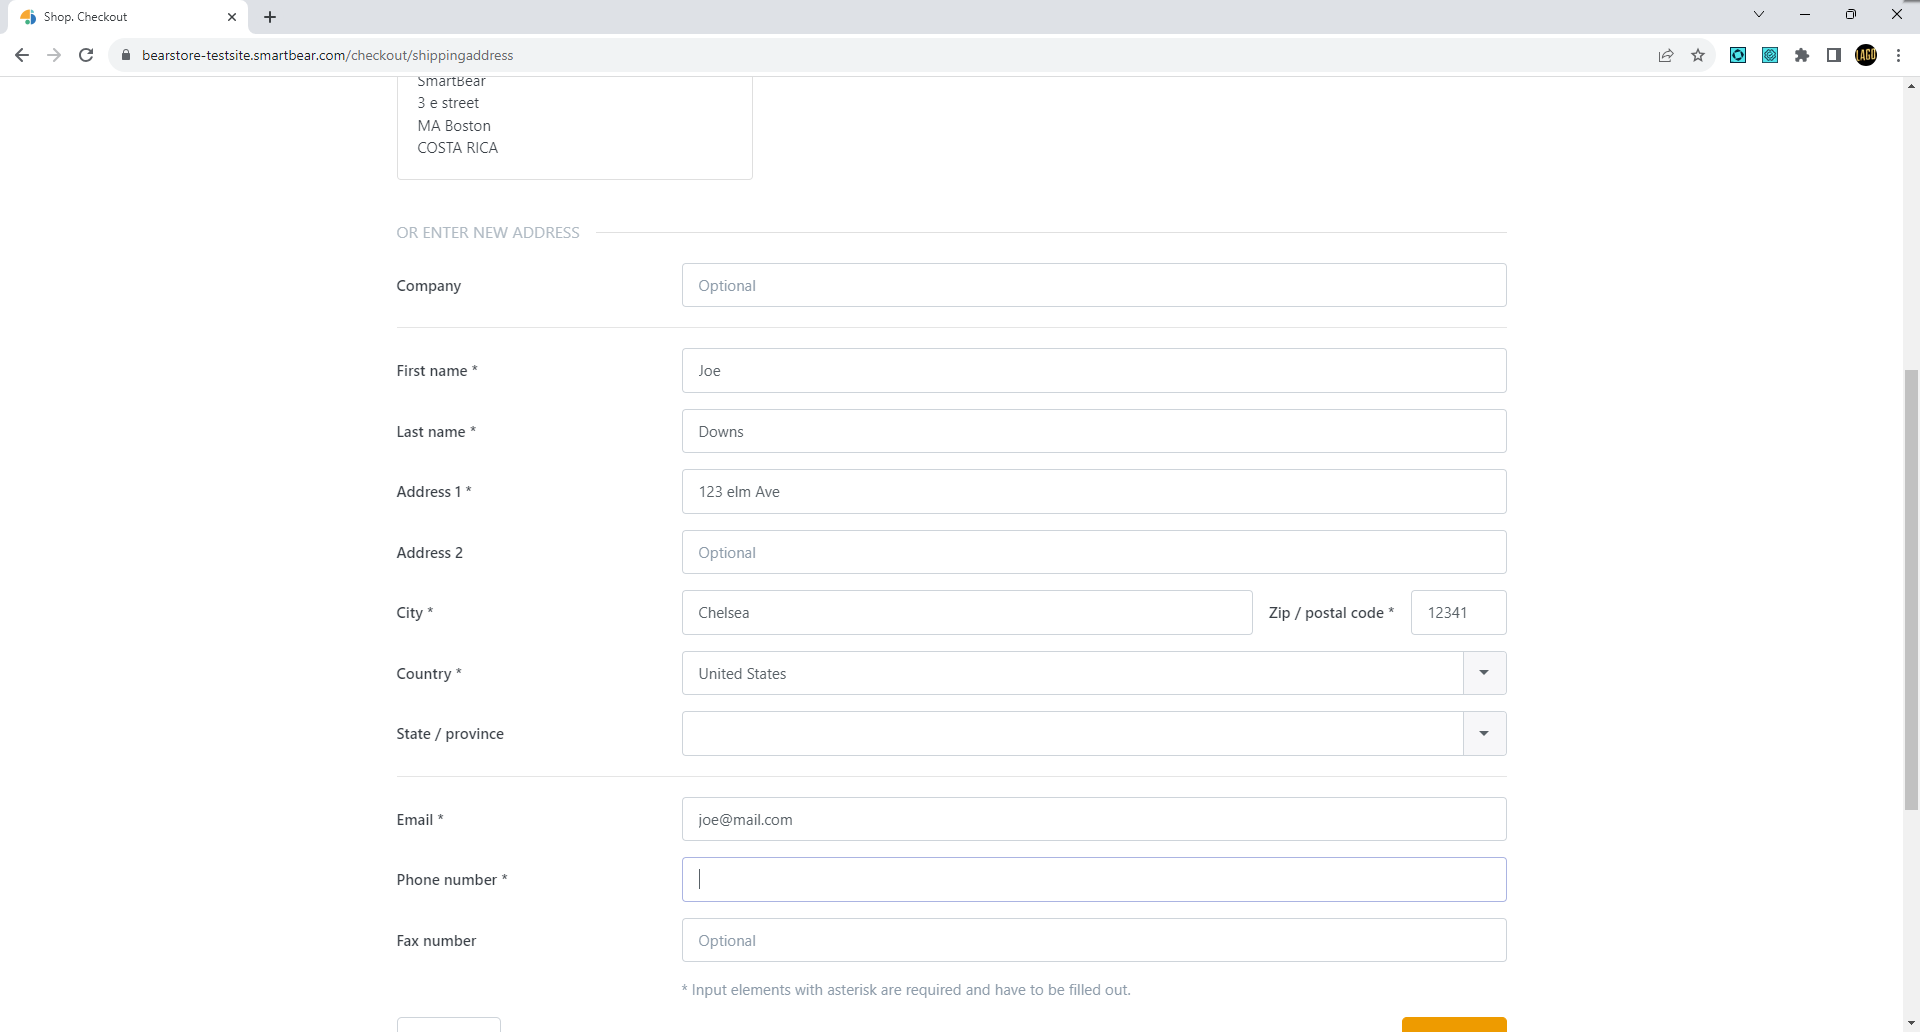 Shop. Checkout
bearstore-testsite.smartbear.com/checkout/shippingaddress
LAGO
SmartBear
3 e street
MA Boston
COSTA RICA
OR ENTER NEW ADDRESS
Company Optional
First name * Joe
Last name * Downs
Address 1 * 123 elm Ave
Address 2 Optional
City * Chelsea Zip / postal code * 12341
Country * United States
State / province
Email * joe@mail.com
Phone number *
Fax number Optional
* Input elements with asterisk are required and have to be filled out.